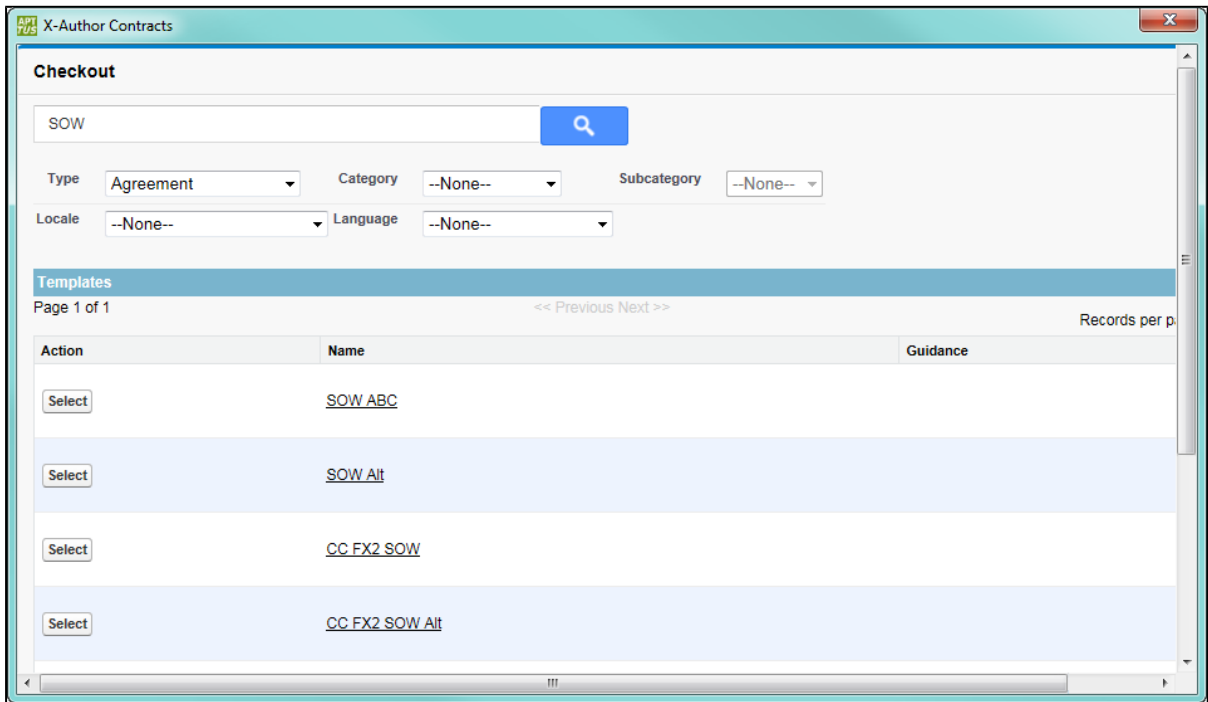 APT TUS X-Author Contracts X
Checkout
SOW
Type Agreement Category --None-- Subcategory --None--
Locale --None-- Language --None--
Templates
Page 1 of 1 << Previous Next >>
Records per p
Action Name Guidance
Select SOW ABC
Select SOW Alt
Select CC FX2 SOW
Select CC FX2 SOW Alt